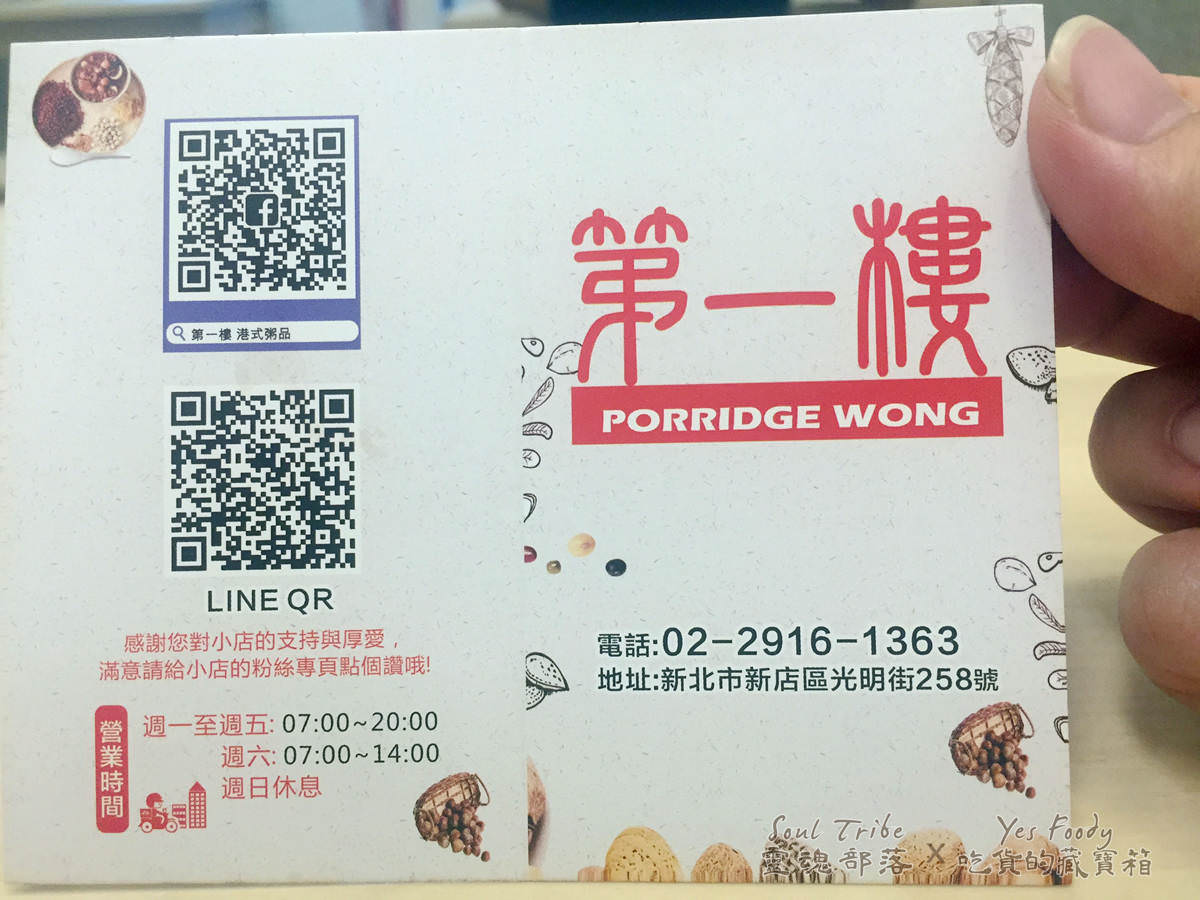 f
第一樓 港式粥品
LINE QR
感謝您對小店的支持與厚愛，
滿意請給小店的粉絲專頁點個讚哦!
營業時間
週一至週五: 07:00~20:00
週六: 07:00~14:00
週日休息
第一樓
PORRIDGE WONG
電話:02-2916-1363
地址:新北市新店區光明街258號
Soul Tribe Yes Foody
靈魂部落 x 吃貨的藏寶箱